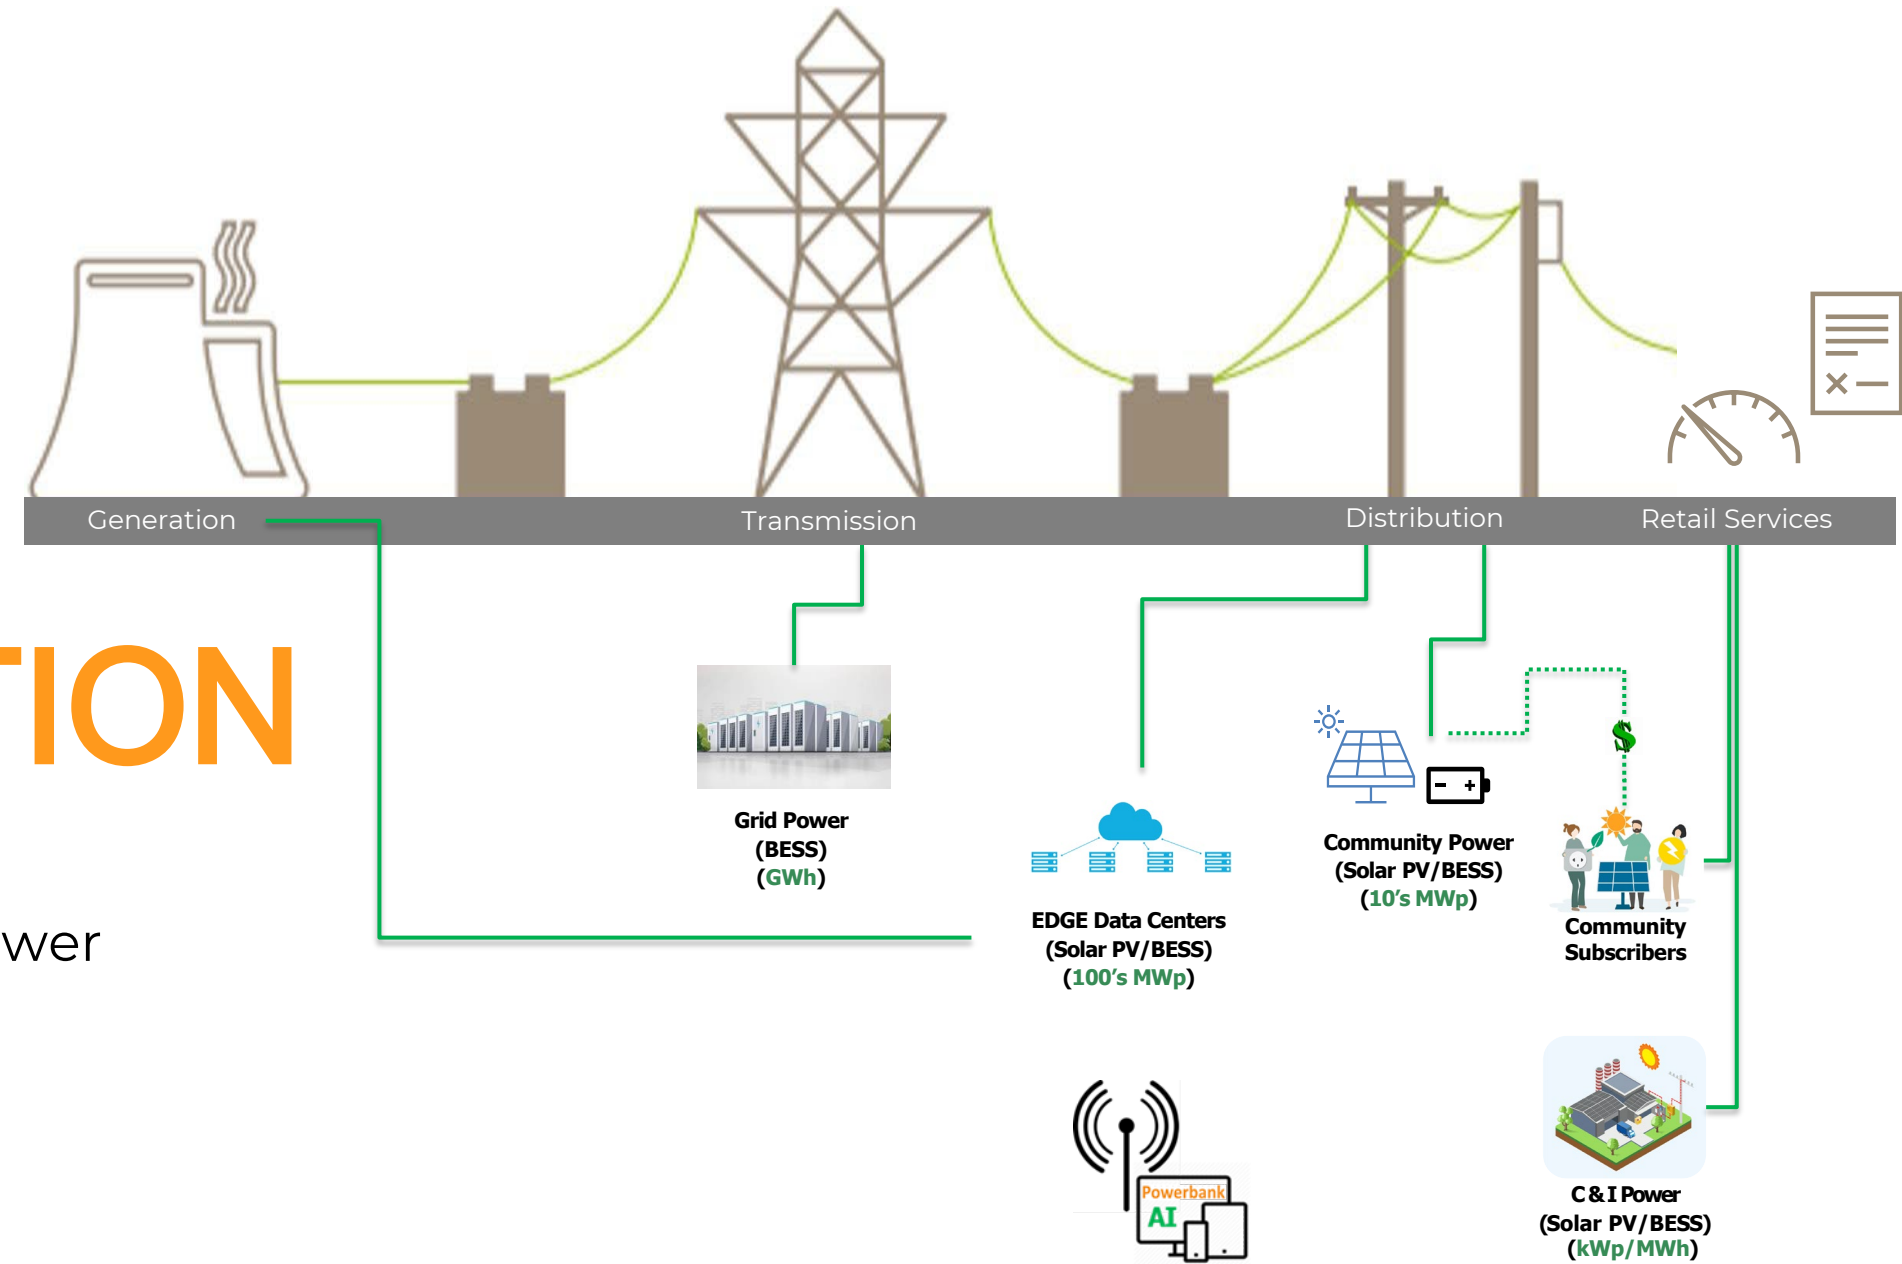 Generation
Transmission
Distribution
Retail Services
TION
wer
Grid Power
(BESS)
(GWh)
EDGE Data Centers
(Solar PV/BESS)
(100's MWp)
Community Power
(Solar PV/BESS)
(10's MWp)
$
Community
Subscribers
Powerbank
AI
C & I Power
(Solar PV/BESS)
(kWp/MWh)